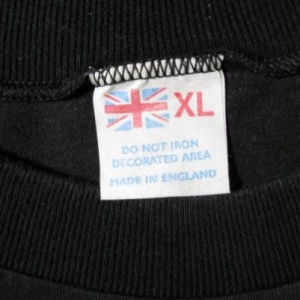 XL
DO NOT IRON
DECORATED AREA
MADE IN ENGLAND